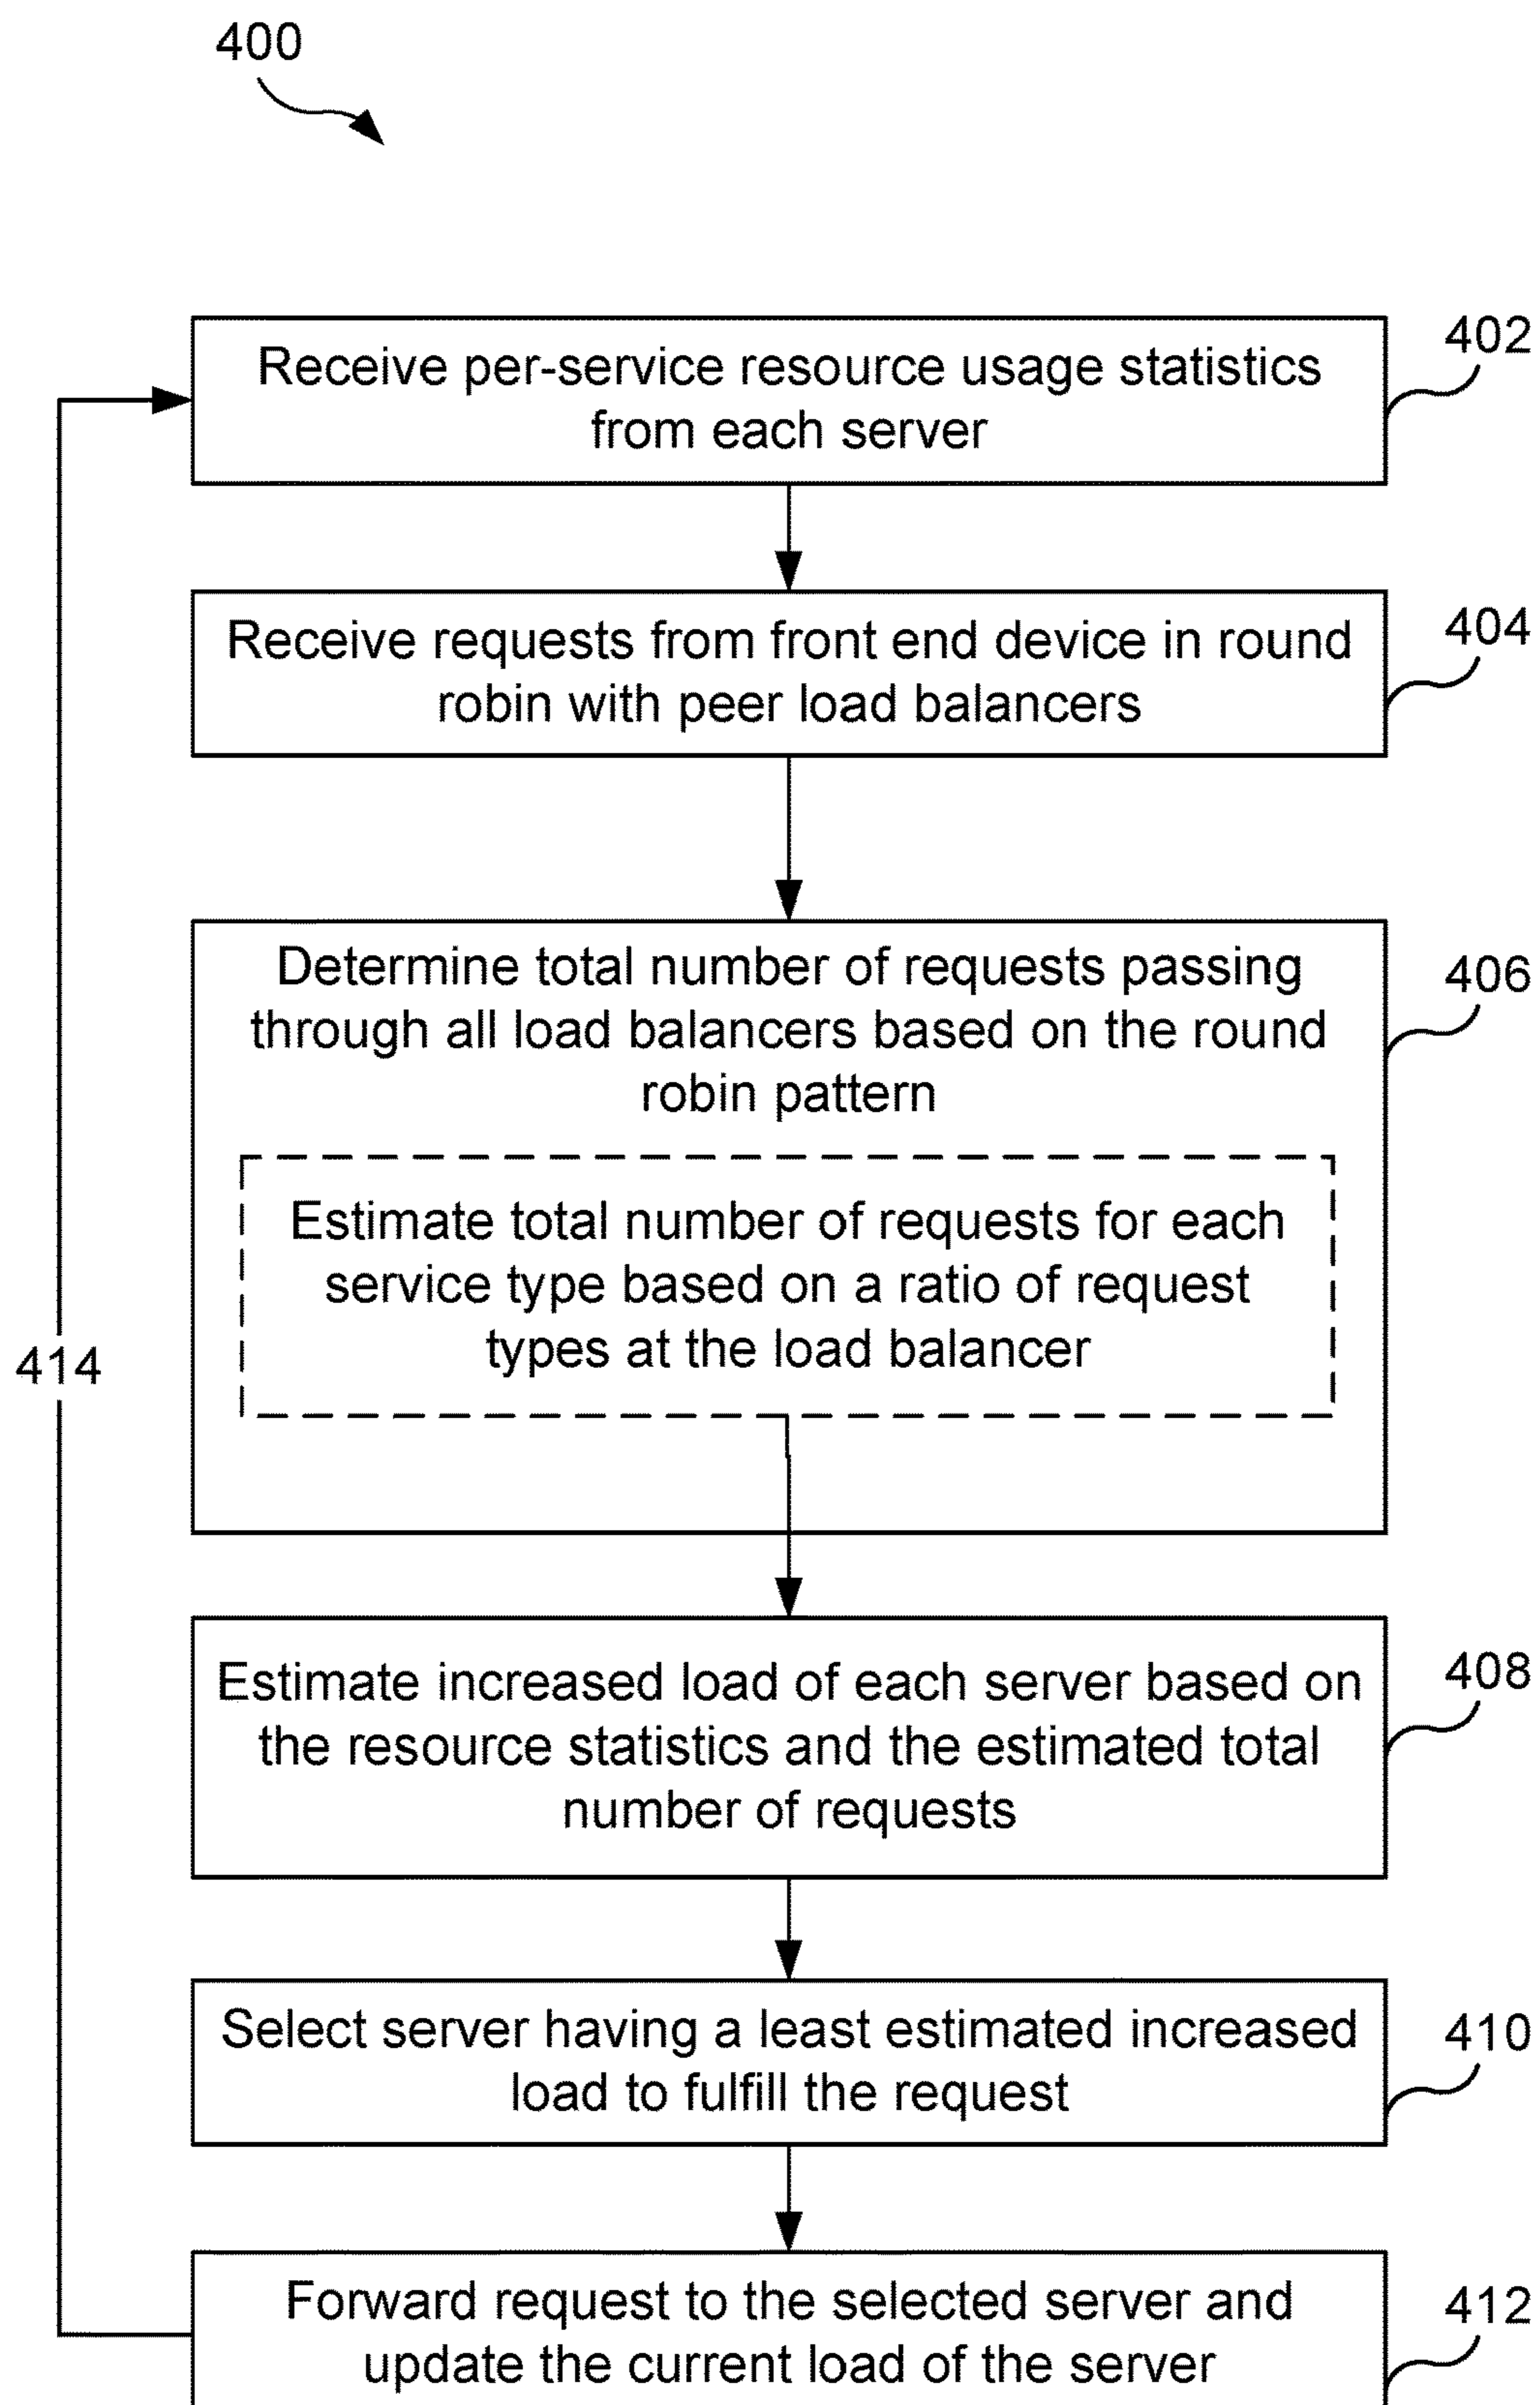 400
Receive per-service resource usage statistics
from each server
402
Receive requests from front end device in round
robin with peer load balancers
404
Determine total number of requests passing
through all load balancers based on the round
robin pattern
406
Estimate total number of requests for each
service type based on a ratio of request
types at the load balancer
414
Estimate increased load of each server based on
the resource statistics and the estimated total
number of requests
408
Select server having a least estimated increased
load to fulfill the request
410
Forward request to the selected server and
update the current load of the server
412